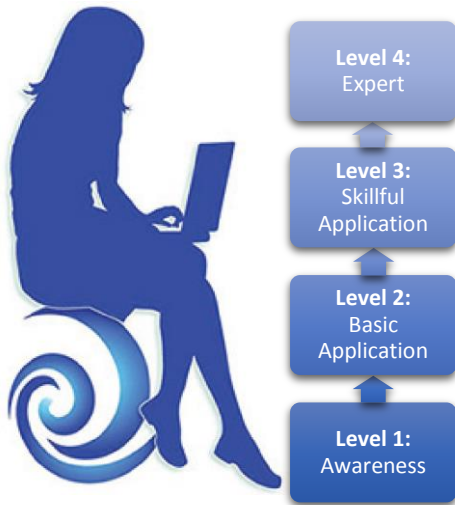 Level 4:
Expert
Level 3:
Skillful
Application
Level 2:
Basic
Application
Level 1:
Awareness